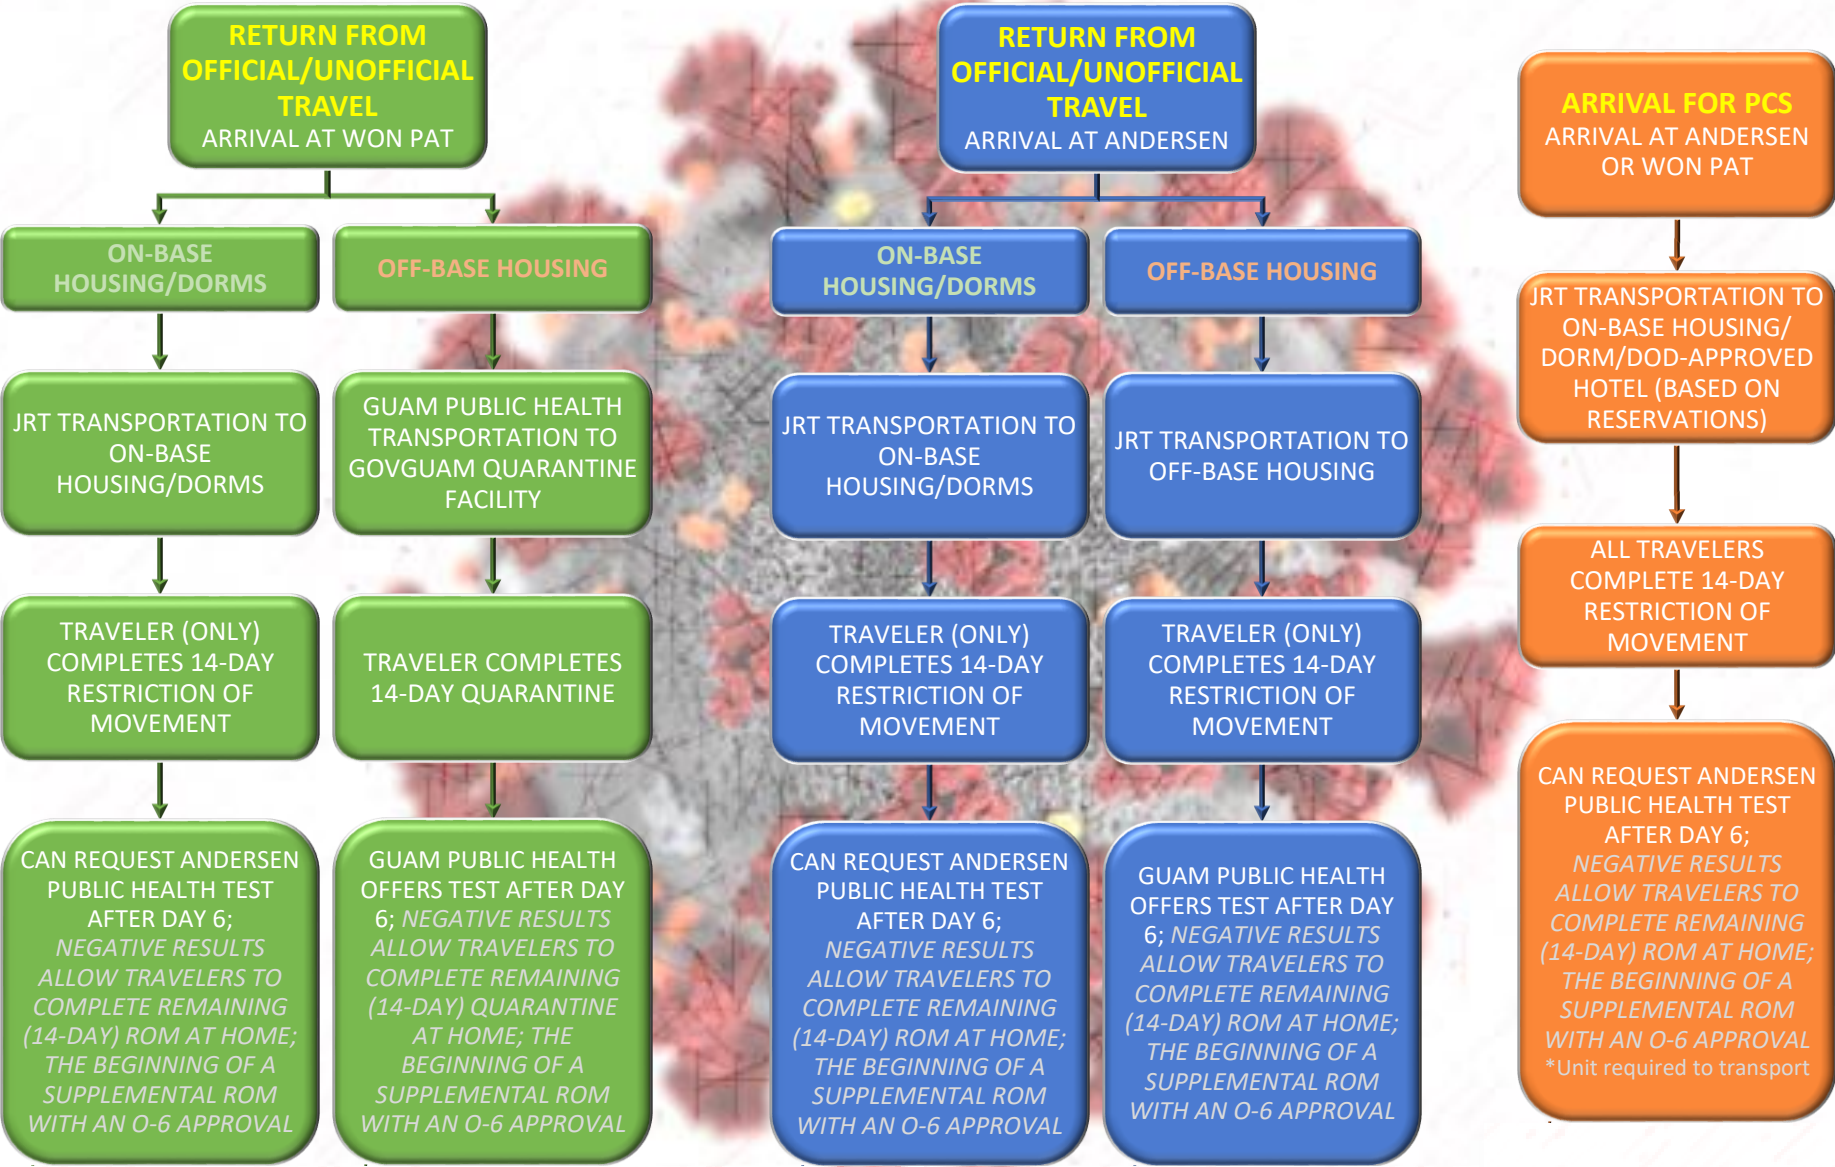 RETURN FROM
OFFICIAL/UNOFFICIAL
TRAVEL
ARRIVAL AT WON PAT
ON-BASE
HOUSING/DORMS
JRT TRANSPORTATION TO
ON-BASE
HOUSING/DORMS
TRAVELER (ONLY)
COMPLETES 14-DAY
RESTRICTION OF
MOVEMENT
CAN REQUEST ANDERSEN
PUBLIC HEALTH TEST
AFTER DAY 6;
NEGATIVE RESULTS
ALLOW TRAVELERS TO
COMPLETE REMAINING
(14-DAY) ROM AT HOME;
THE BEGINNING OF A
SUPPLEMENTAL ROM
WITH AN O-6 APPROVAL
OFF-BASE HOUSING
GUAM PUBLIC HEALTH
TRANSPORTATION TO
GOVGUAM QUARANTINE
FACILITY
TRAVELER COMPLETES
14-DAY QUARANTINE
GUAM PUBLIC HEALTH
OFFERS TEST AFTER DAY
6; NEGATIVE RESULTS
ALLOW TRAVELERS TO
COMPLETE REMAINING
(14-DAY) QUARANTINE
AT HOME; THE
BEGINNING OF A
SUPPLEMENTAL ROM
WITH AN O-6 APPROVAL
RETURN FROM
OFFICIAL/UNOFFICIAL
TRAVEL
ARRIVAL AT ANDERSEN
ON-BASE
HOUSING/DORMS
JRT TRANSPORTATION TO
ON-BASE
HOUSING/DORMS
TRAVELER (ONLY)
COMPLETES 14-DAY
RESTRICTION OF
MOVEMENT
CAN REQUEST ANDERSEN
PUBLIC HEALTH TEST
AFTER DAY 6;
NEGATIVE RESULTS
ALLOW TRAVELERS TO
COMPLETE REMAINING
(14-DAY) ROM AT HOME;
THE BEGINNING OF A
SUPPLEMENTAL ROM
WITH AN O-6 APPROVAL
OFF-BASE HOUSING
JRT TRANSPORTATION TO
OFF-BASE HOUSING
TRAVELER (ONLY)
COMPLETES 14-DAY
RESTRICTION OF
MOVEMENT
GUAM PUBLIC HEALTH
OFFERS TEST AFTER DAY
6; NEGATIVE RESULTS
ALLOW TRAVELERS TO
COMPLETE REMAINING
(14-DAY) ROM AT HOME;
THE BEGINNING OF A
SUPPLEMENTAL ROM
WITH AN O-6 APPROVAL
ARRIVAL FOR PCS
ARRIVAL AT ANDERSEN
OR WON PAT
JRT TRANSPORTATION TO
ON-BASE HOUSING/
DORM/DOD-APPROVED
HOTEL (BASED ON
RESERVATIONS)
ALL TRAVELERS
COMPLETE 14-DAY
RESTRICTION OF
MOVEMENT
CAN REQUEST ANDERSEN
PUBLIC HEALTH TEST
AFTER DAY 6;
NEGATIVE RESULTS
ALLOW TRAVELERS TO
COMPLETE REMAINING
(14-DAY) ROM AT HOME;
THE BEGINNING OF A
SUPPLEMENTAL ROM
WITH AN O-6 APPROVAL
*Unit required to transport